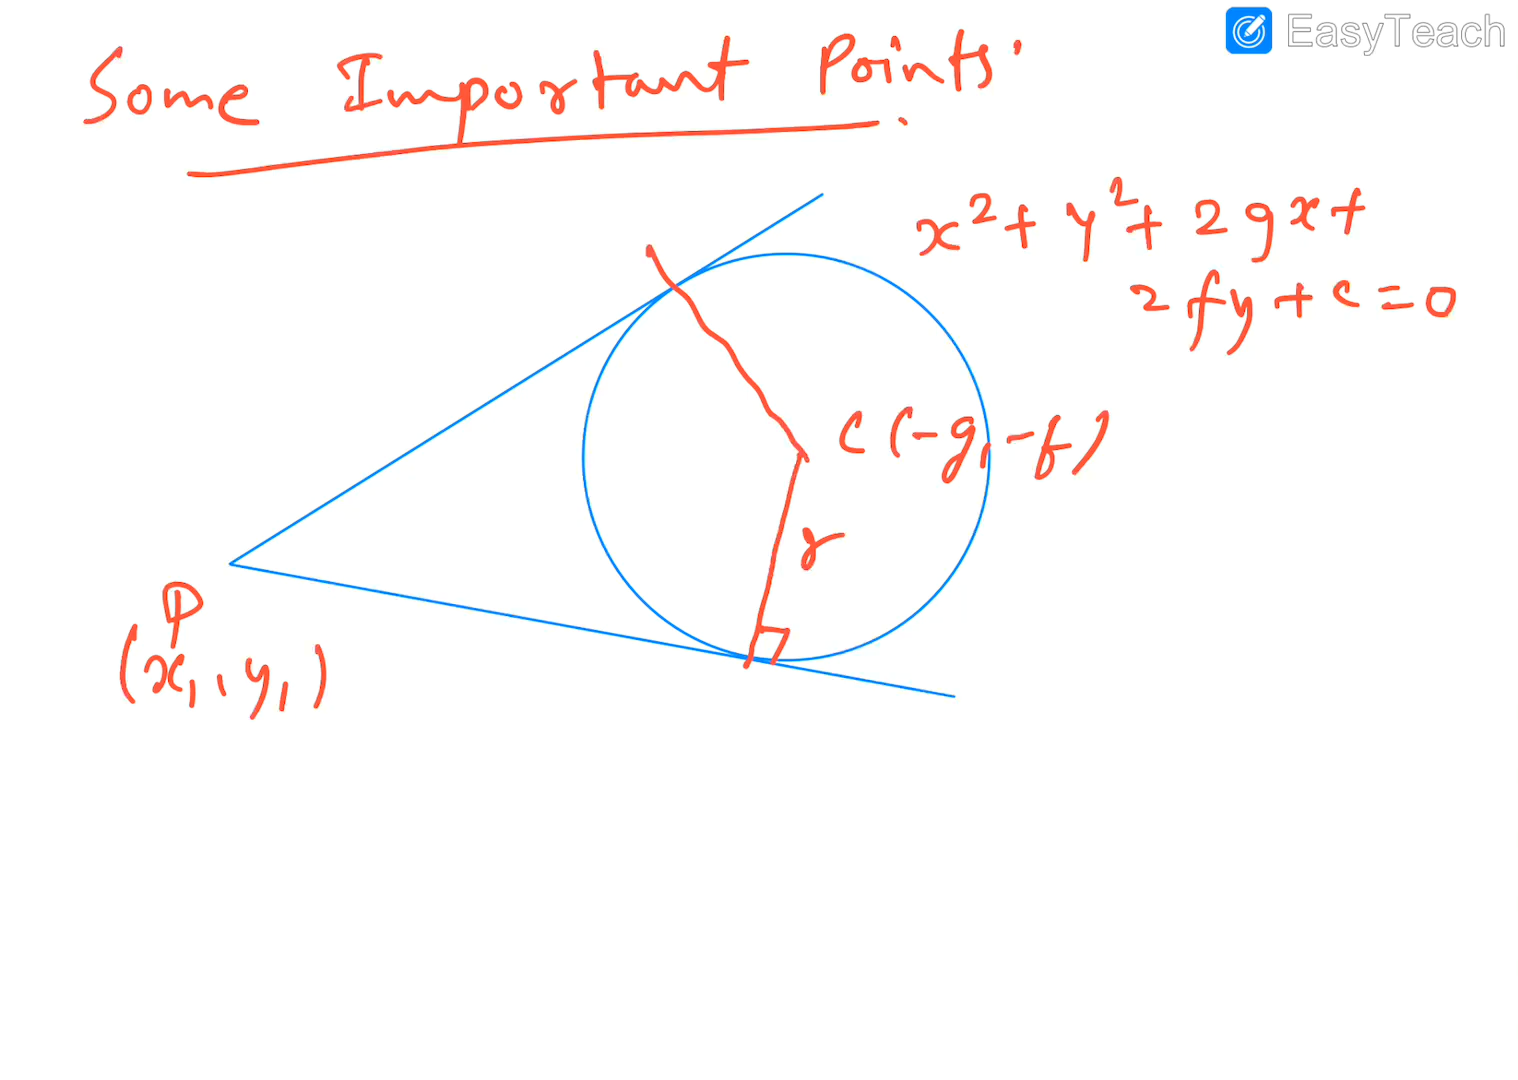 EasyTeach
Some Important Points:
x² + y² + 2gx +
2fy + c = 0
C(-g, -f)
r
P
(x₁, y₁)